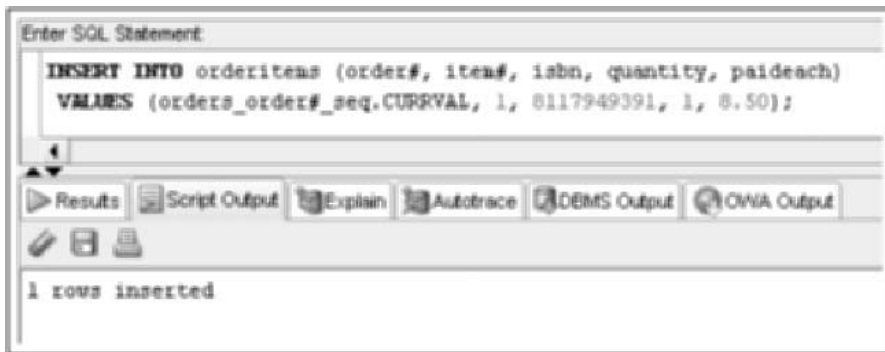 Enter SQL Statement:
INSERT INTO orderitems (order#, item#, isbn, quantity, paideach)
VALUES (orders_order#_seq.CURRVAL, 1, 8117949391, 1, 8.50);
Results Script Output Explain Autotrace DBMS Output OWA Output
1 rows inserted